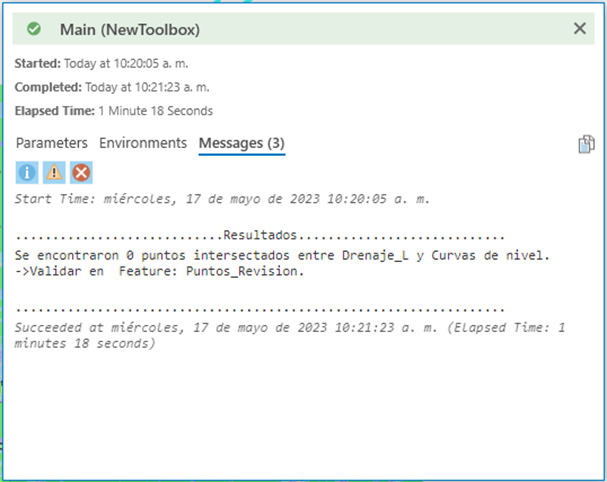 Main (NewToolbox)
Started: Today at 10:20:05 a. m.
Completed: Today at 10:21:23 a. m.
Elapsed Time: 1 Minute 18 Seconds
Parameters Environments Messages (3)
Start Time: miércoles, 17 de mayo de 2023 10:20:05 a. m.
............................Resultados............................
Se encontraron 0 puntos intersectados entre Drenaje_L y Curvas de nivel.
->Validar en  Feature: Puntos_Revision.
..................................................................
Succeeded at miércoles, 17 de mayo de 2023 10:21:23 a. m. (Elapsed Time: 1
minutes 18 seconds)